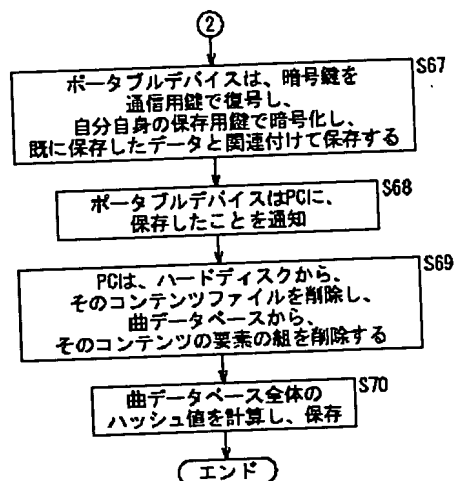 2
S67
ポータブルデバイスは、暗号鍵を
通信用鍵で復号し、
自分自身の保存用鍵で暗号化し、
既に保存したデータと関連付けて保存する
S68
ポータブルデバイスはPCに、
保存したことを通知
S69
PCは、ハードディスクから、
そのコンテンツファイルを削除し、
曲データベースから、
そのコンテンツの要素の組を削除する
S70
曲データベース全体の
ハッシュ値を計算し、保存
エンド